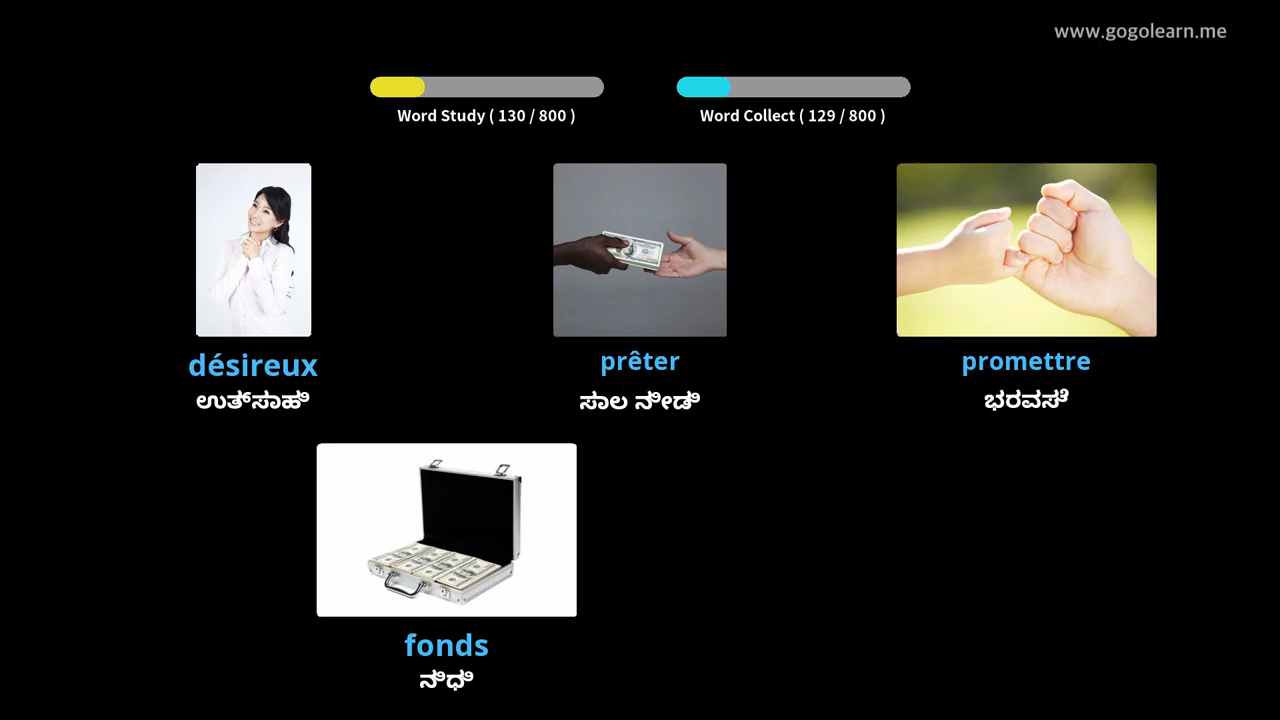 www.gogolearn.me
Word Study ( 130 / 800 )
Word Collect ( 129 / 800 )
désireux
ಉತ್ಸಾಹಿ
prêter
ಸಾಲ ನೀಡಿ
promettre
ಭರವಸೆ
fonds
ನಿಧಿ